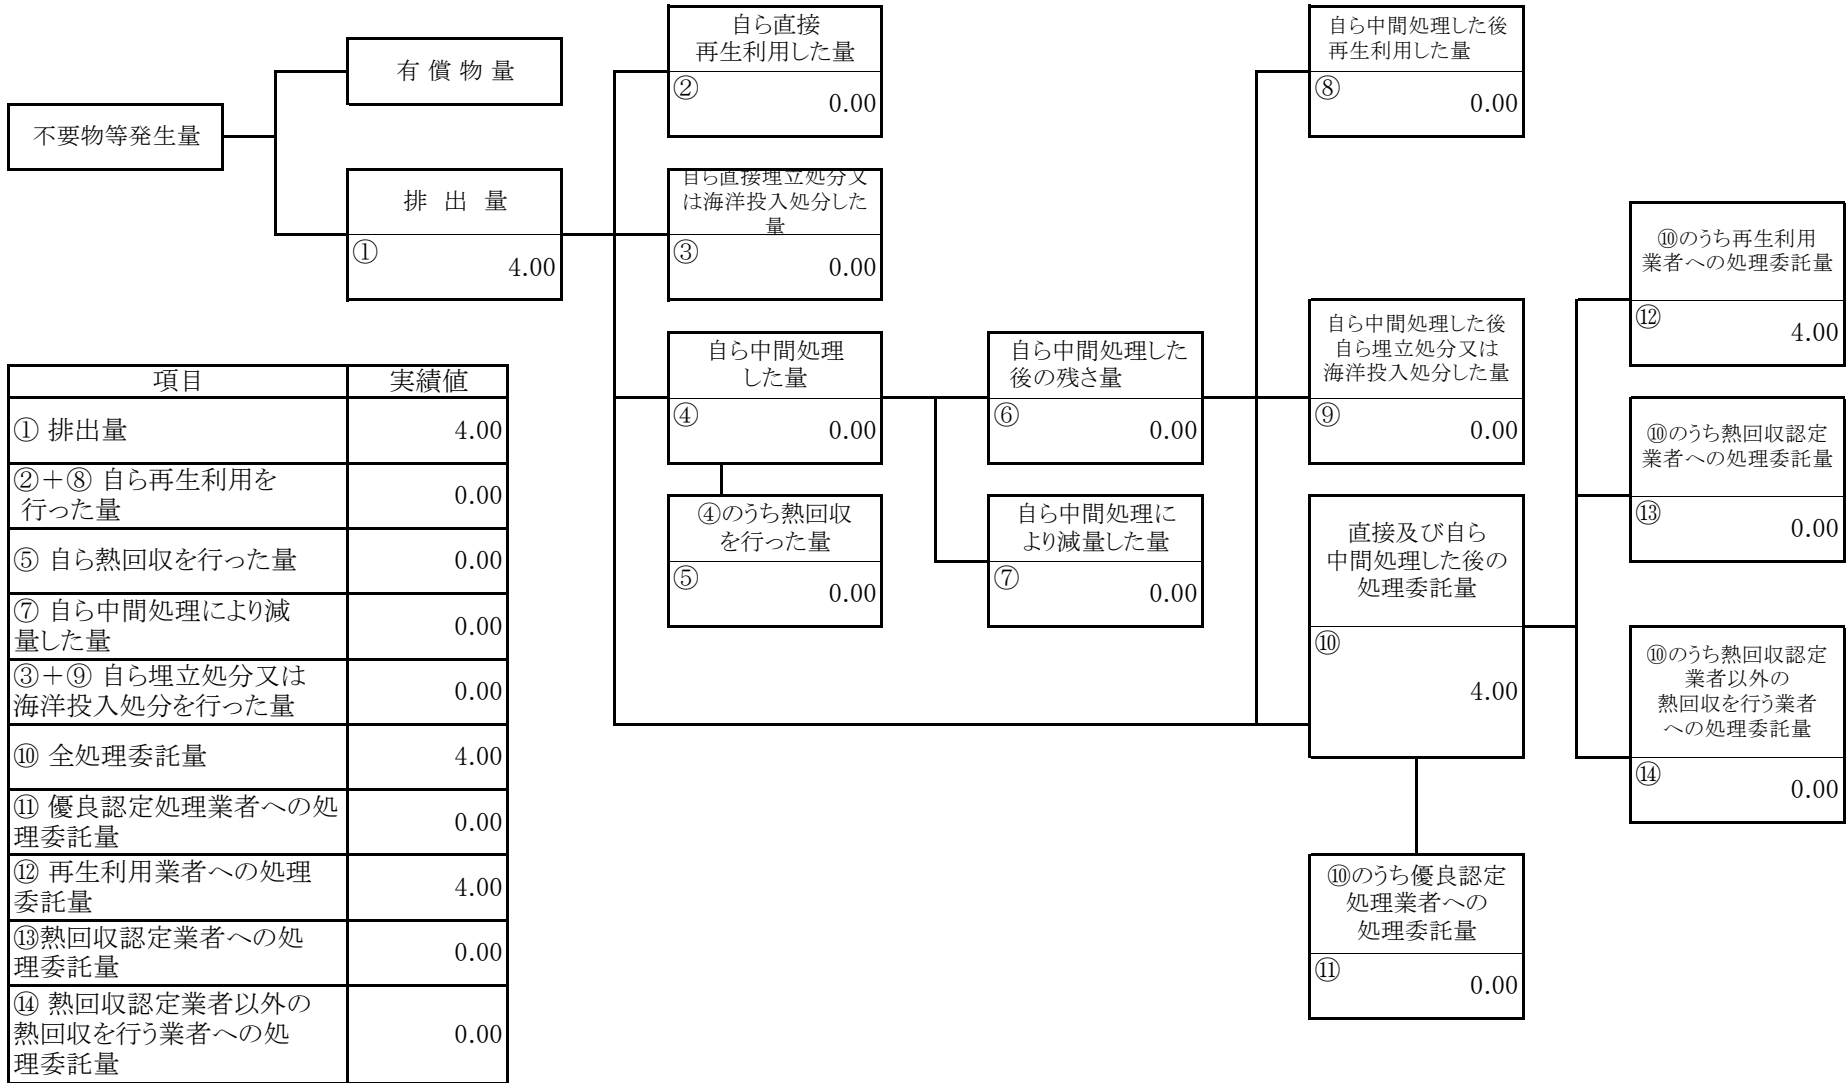 不要物等発生量
有 償 物 量
排 出 量
①
4.00
自ら直接
再生利用した量
②
0.00
自ら直接埋立処分又
は海洋投入処分した
量
③
0.00
自ら中間処理
した量
④
0.00
④のうち熱回収
を行った量
⑤
0.00
自ら中間処理した
後の残さ量
⑥
0.00
自ら中間処理に
より減量した量
⑦
0.00
自ら中間処理した後
再生利用した量
⑧
0.00
自ら中間処理した後
自ら埋立処分又は
海洋投入処分した量
⑨
0.00
直接及び自ら
中間処理した後の
処理委託量
⑩
4.00
⑩のうち優良認定
処理業者への
処理委託量
⑪
0.00
⑩のうち再生利用
業者への処理委託量
⑫
4.00
⑩のうち熱回収認定
業者への処理委託量
⑬
0.00
⑩のうち熱回収認定
業者以外の
熱回収を行う業者
への処理委託量
⑭
0.00
項目 実績値
① 排出量 4.00
②+⑧ 自ら再生利用を
行った量 0.00
⑤ 自ら熱回収を行った量 0.00
⑦ 自ら中間処理により減
量した量 0.00
③+⑨ 自ら埋立処分又は
海洋投入処分を行った量 0.00
⑩ 全処理委託量 4.00
⑪ 優良認定処理業者への処
理委託量 0.00
⑫ 再生利用業者への処理
委託量 4.00
⑬熱回収認定業者への処
理委託量 0.00
⑭ 熱回収認定業者以外の
熱回収を行う業者への処
理委託量 0.00